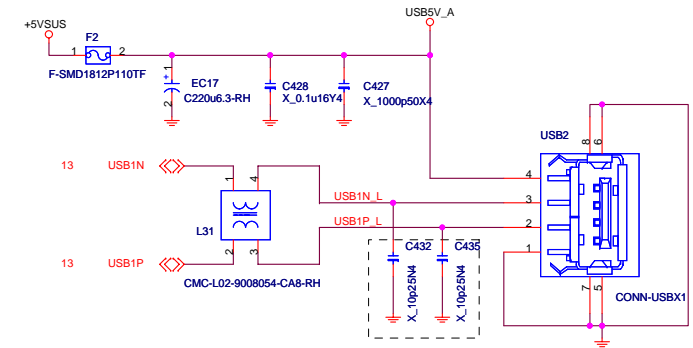 +5VSUS
USB5V_A
F2
1 2
F-SMD1812P110TF
+ 1
2
EC17
C220u6.3-RH
C428
X_0.1u16Y4
C427
X_1000p50X4
USB2
8 6
4
3
2
1
7 5
CONN-USBX1
13 USB1N
1 4
L31
2 3
13 USB1P
CMC-L02-9008054-CA8-RH
USB1N_L
USB1P_L
C432
X_10p25N4
C435
X_10p25N4